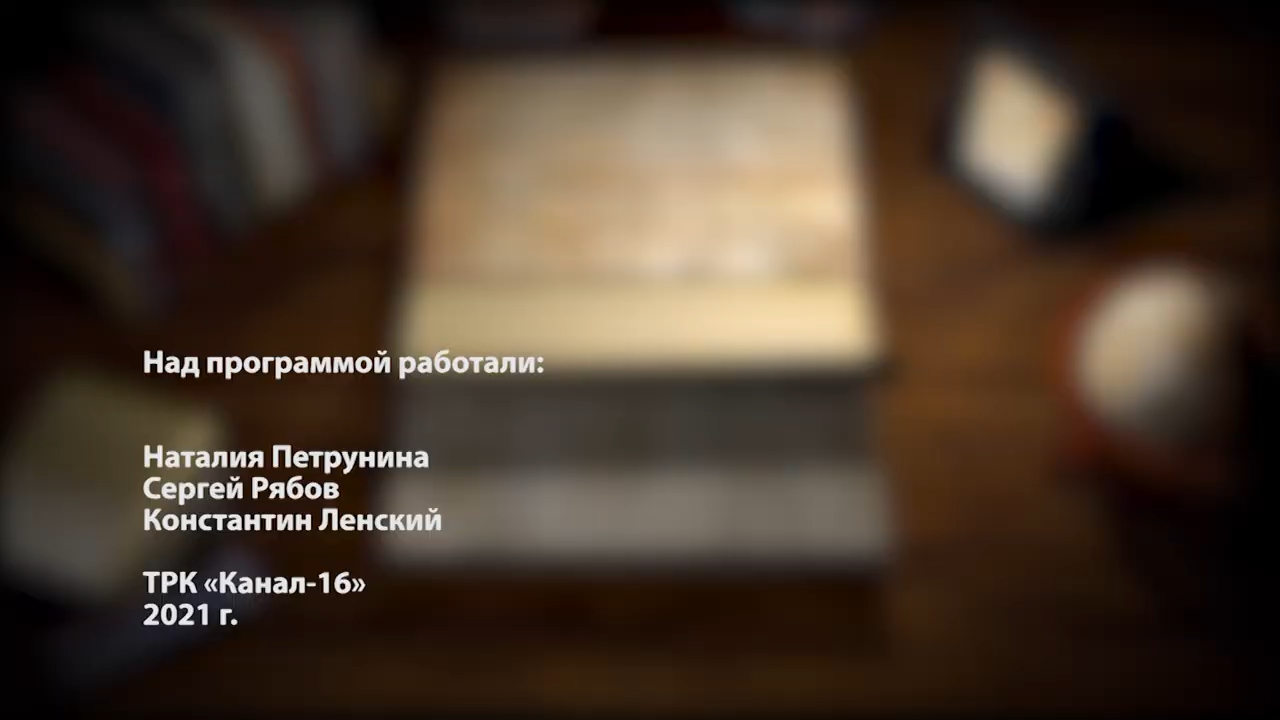 Над программой работали:
Наталия Петрунина
Сергей Рябов
Константин Ленский
ТРК «Канал-16»
2021 г.